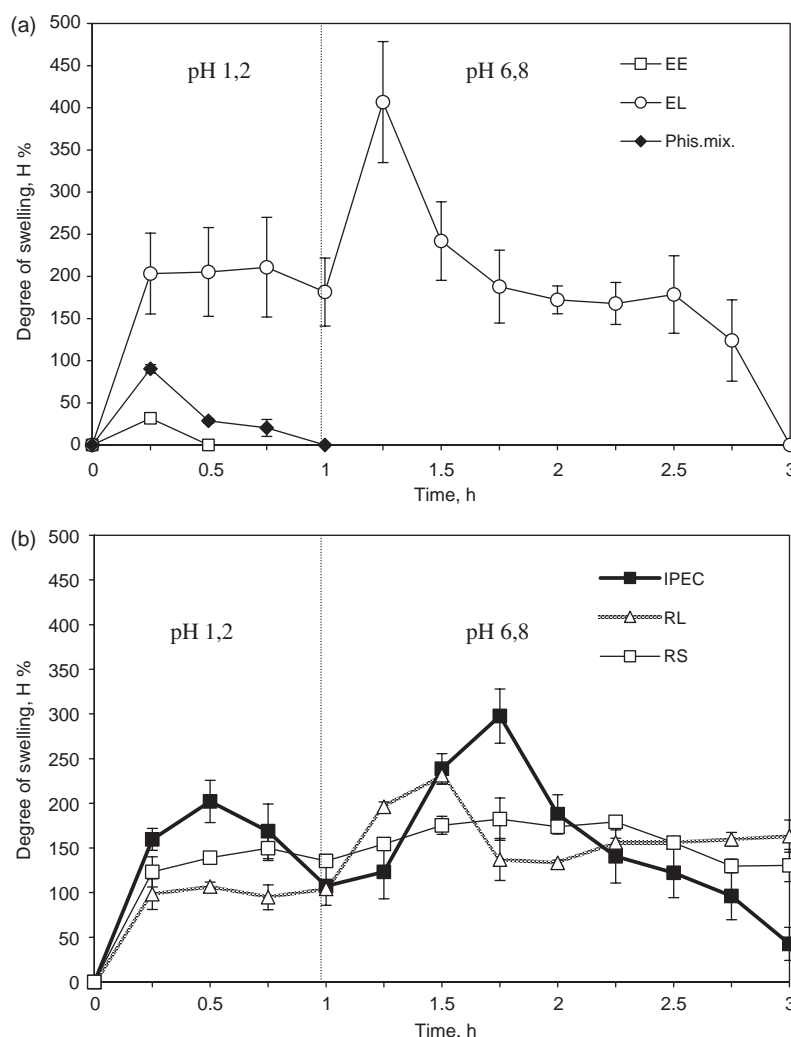 (a)
500
450
400
350
300
250
200
150
100
50
0
Degree of swelling, H %
pH 1,2
pH 6,8
EE
EL
Phis.mix.
0
0.5
1
1.5
2
2.5
3
Time, h
(b)
500
450
400
350
300
250
200
150
100
50
0
Degree of swelling, H %
pH 1,2
pH 6,8
IPEC
RL
RS
0
0.5
1
1.5
2
2.5
3
Time, h